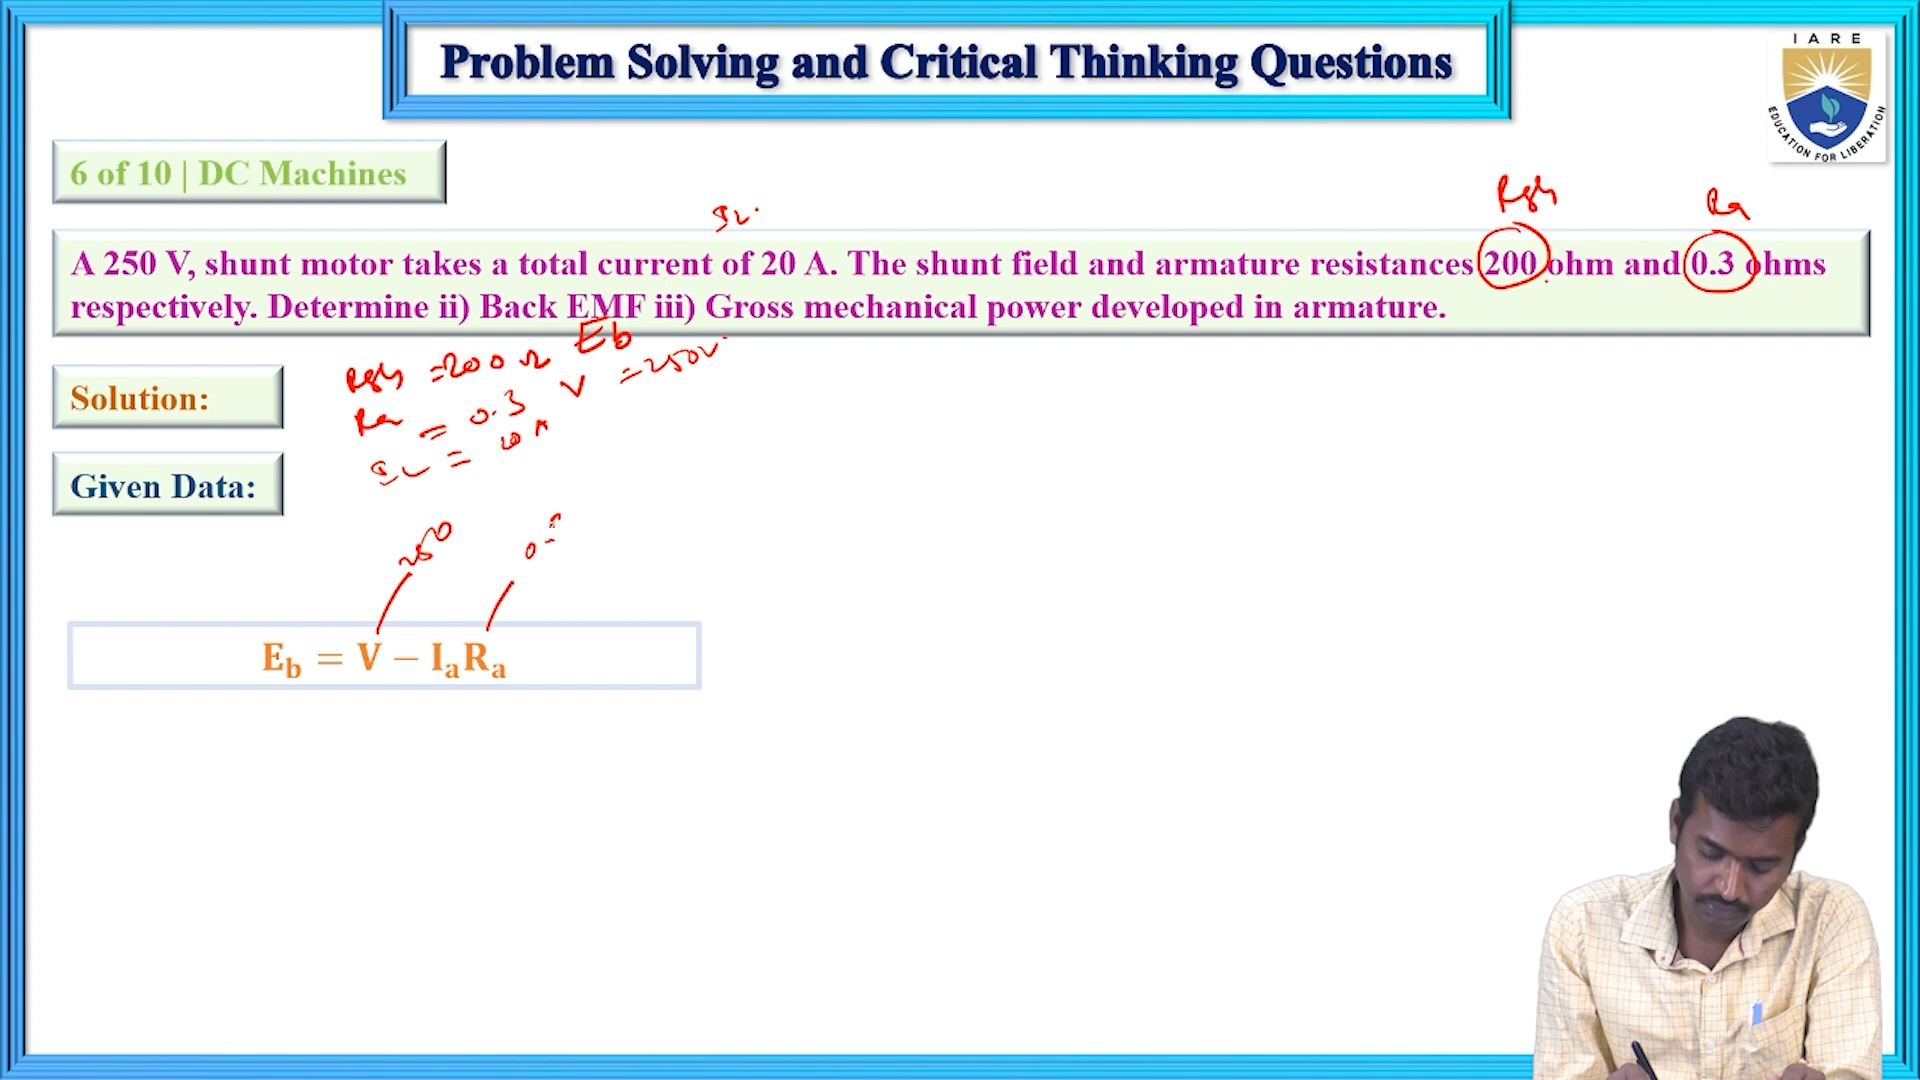 Problem Solving and Critical Thinking Questions
I A R E
EDUCATION FOR LIBERATION
6 of 10 | DC Machines
Rsh
Ra
IL
A 250 V, shunt motor takes a total current of 20 A. The shunt field and armature resistances 200 ohm and 0.3 ohms
respectively. Determine ii) Back EMF iii) Gross mechanical power developed in armature.
Eb
Rsh = 200 Ω
V = 250V
Solution:
Ra = 0.3
IL = 20 A
Given Data:
250
Eb = V − IaRa